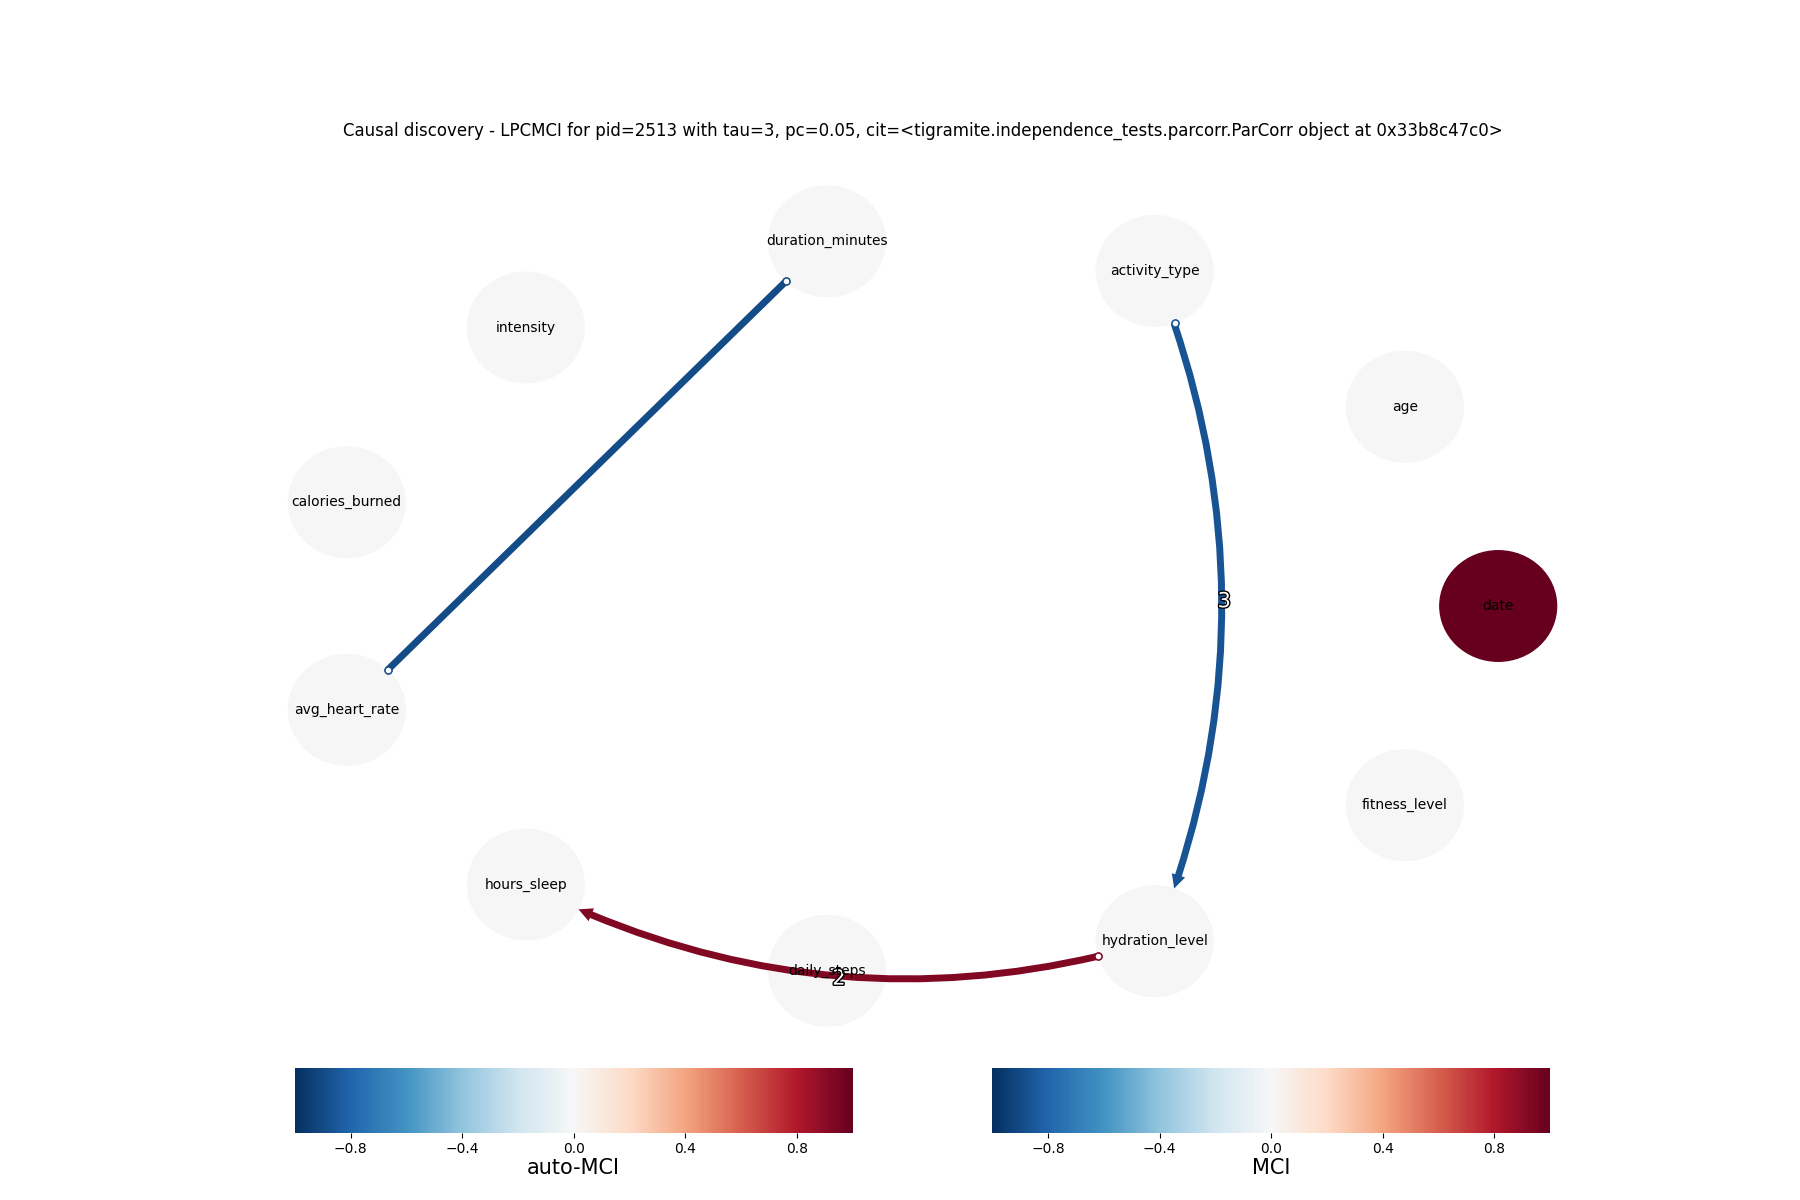 Causal discovery - LPCMCI for pid=2513 with tau=3, pc=0.05, cit=<tigramite.independence_tests.parcorr.ParCorr object at 0x33b8c47c0>
duration_minutes
activity_type
intensity
age
calories_burned
3
date
avg_heart_rate
fitness_level
hours_sleep
hydration_level
daily_steps
2
−0.8 −0.4 0.0 0.4 0.8
auto-MCI
−0.8 −0.4 0.0 0.4 0.8
MCI